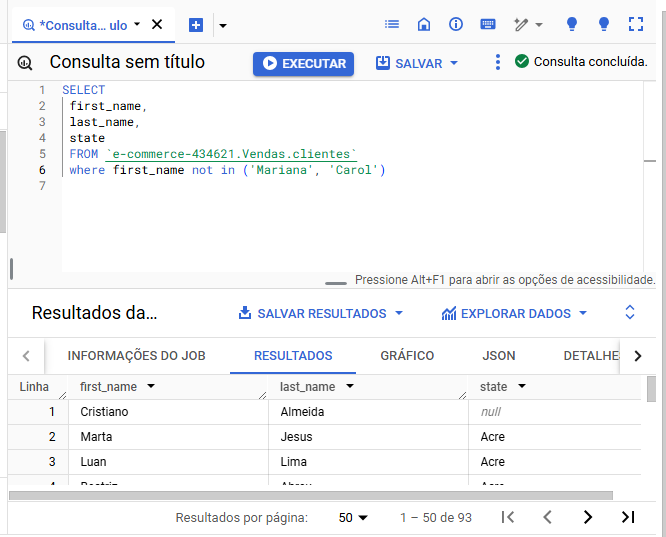 *Consulta... ulo
Consulta sem título
EXECUTAR
SALVAR
Consulta concluída.
1 SELECT
2 first_name,
3 last_name,
4 state
5 FROM `e-commerce-434621.Vendas.clientes`
6 where first_name not in ('Mariana', 'Carol')
7
Pressione Alt+F1 para abrir as opções de acessibilidade.
Resultados da...
SALVAR RESULTADOS
EXPLORAR DADOS
INFORMAÇÕES DO JOB RESULTADOS GRÁFICO JSON DETALHE
Linha first_name last_name state
1 Cristiano Almeida null
2 Marta Jesus Acre
3 Luan Lima Acre
4 Beatriz Abreu Acre
Resultados por página: 50 1 – 50 de 93